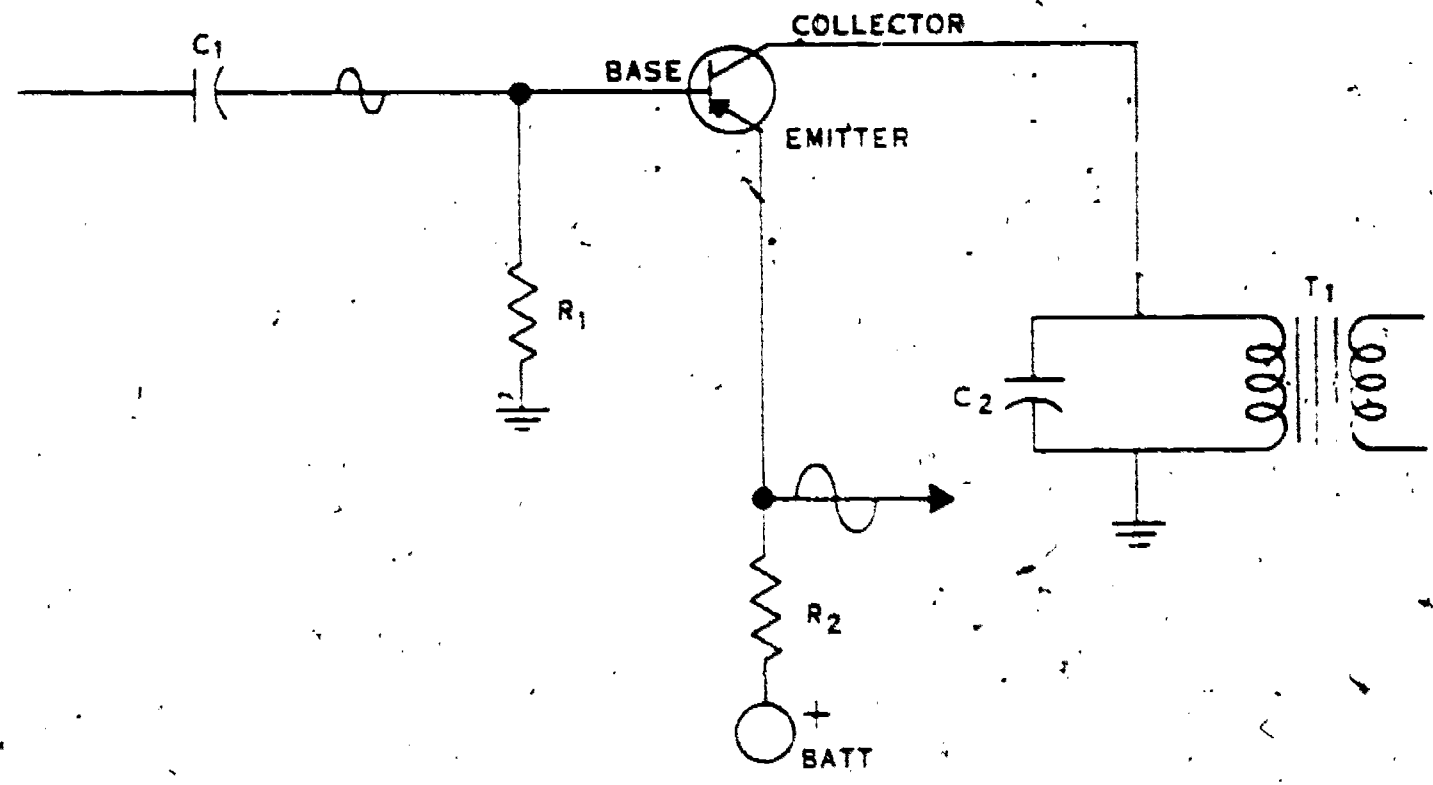 COLLECTOR
C1
BASE
EMITTER
R1
T1
C2
R2
+
BATT